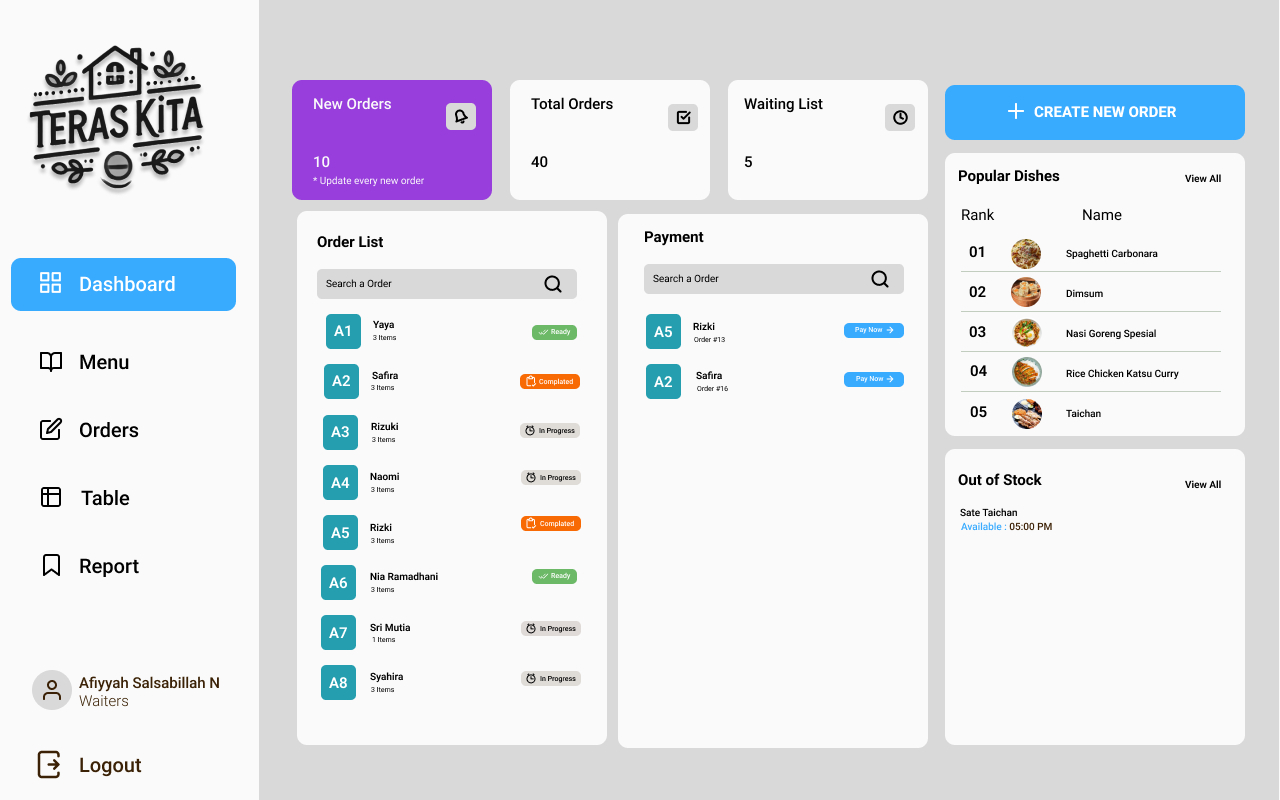 TERAS KITA
Dashboard
Menu
Orders
Table
Report
Afiyyah Salsabillah N
Waiters
Logout
New Orders
10
* Update every new order
Total Orders
40
Waiting List
5
CREATE NEW ORDER
Order List
Search a Order
A1
Yaya
3 Items
Ready
A2
Safira
3 Items
Complated
A3
Rizuki
3 Items
In Progress
A4
Naomi
3 Items
In Progress
A5
Rizki
3 Items
Complated
A6
Nia Ramadhani
3 Items
Ready
A7
Sri Mutia
1 Items
In Progress
A8
Syahira
3 Items
In Progress
Payment
Search a Order
A5
Rizki
Order #13
Pay Now
A2
Safira
Order #16
Pay Now
Popular Dishes
View All
Rank Name
01 Spaghetti Carbonara
02 Dimsum
03 Nasi Goreng Spesial
04 Rice Chicken Katsu Curry
05 Taichan
Out of Stock
View All
Sate Taichan
Available : 05:00 PM